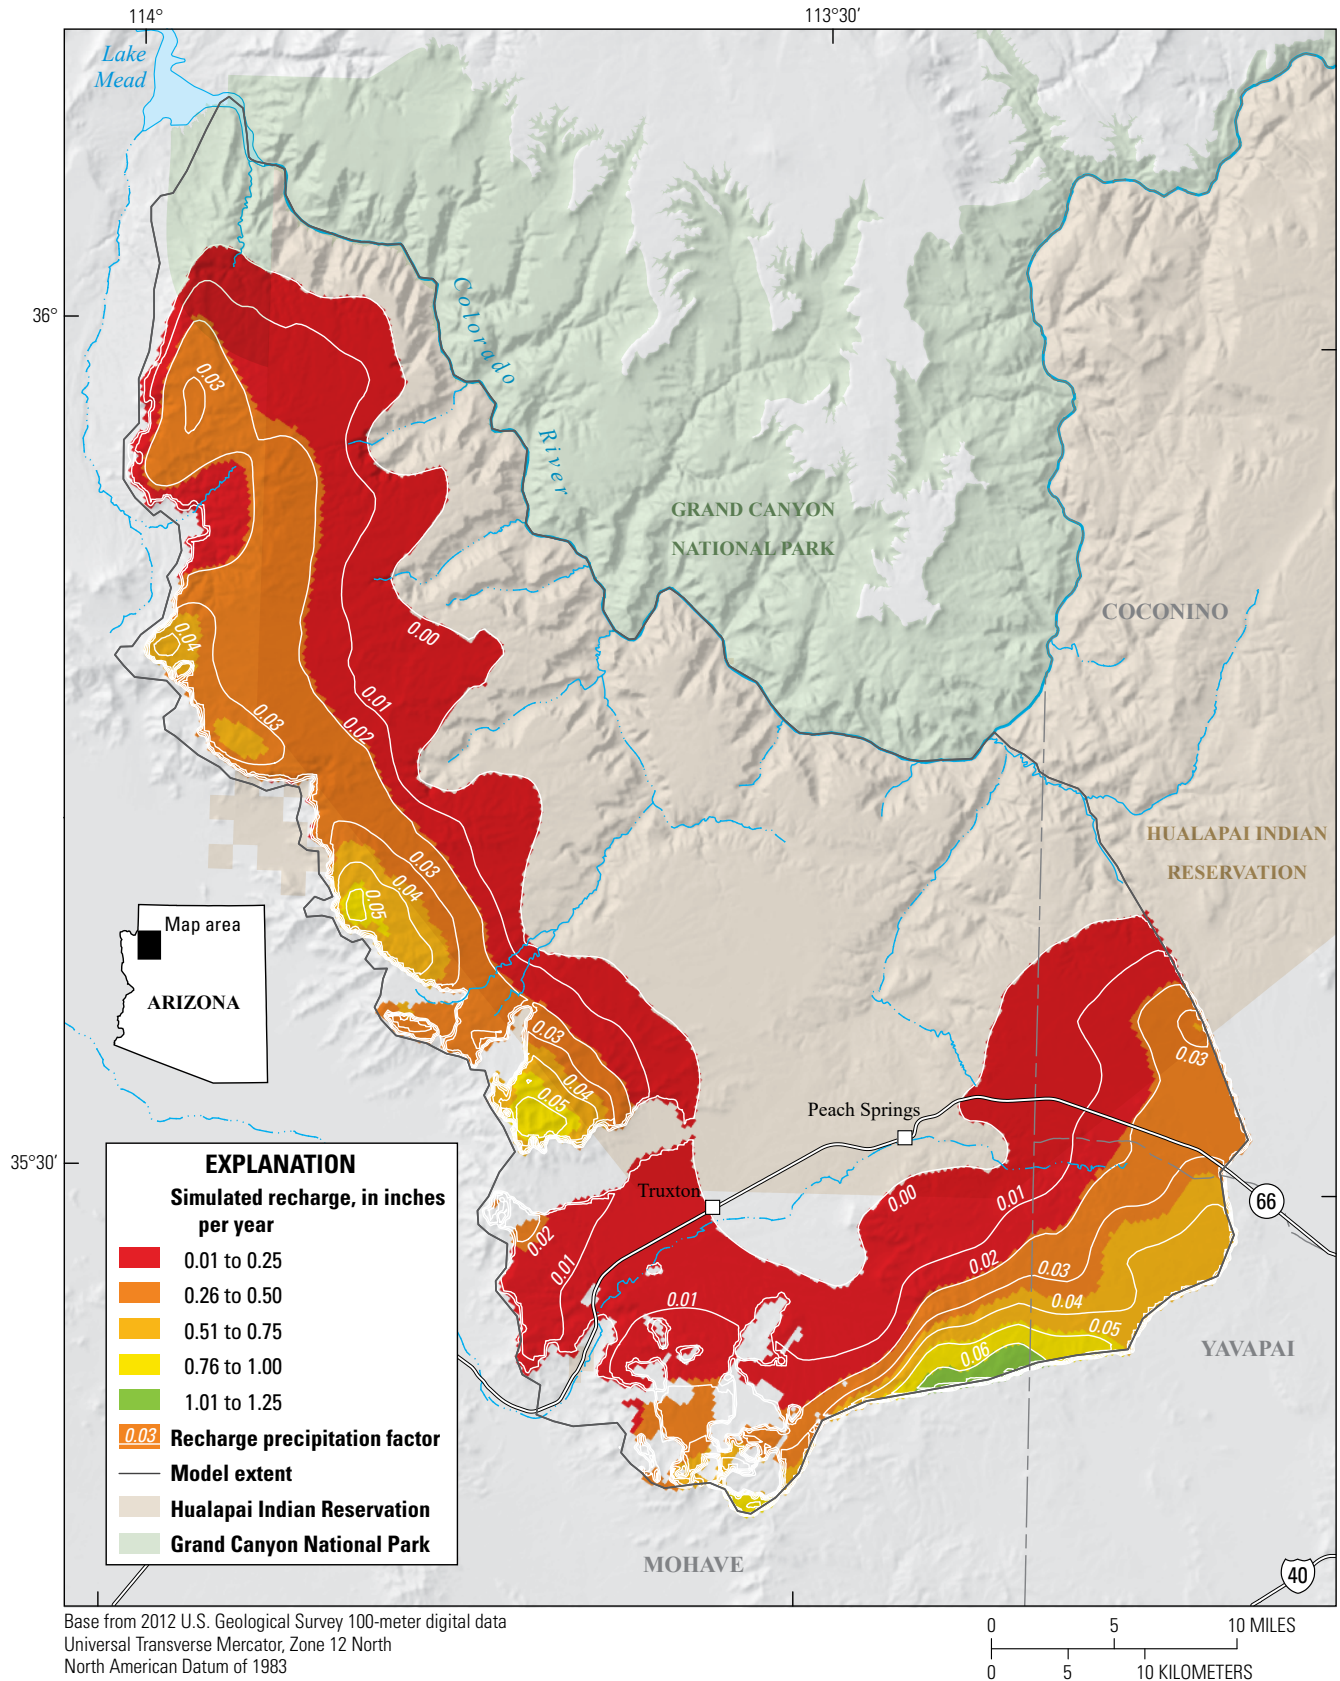 114°
113°30′
Lake
Mead
36°
Colorado
River
0.03
GRAND CANYON
NATIONAL PARK
COCONINO
0.00
0.04
0.01
0.03
0.02
HUALAPAI INDIAN
RESERVATION
0.03
0.04
0.05
Map area
ARIZONA
0.03
0.03
0.04
0.05
Peach Springs
35°30′
Truxton
0.00
0.01
66
0.02
0.01
0.02
0.03
0.01
0.04
0.05
0.06
YAVAPAI
MOHAVE
40
EXPLANATION
Simulated recharge, in inches
per year
0.01 to 0.25
0.26 to 0.50
0.51 to 0.75
0.76 to 1.00
1.01 to 1.25
0.03 Recharge precipitation factor
Model extent
Hualapai Indian Reservation
Grand Canyon National Park
Base from 2012 U.S. Geological Survey 100-meter digital data
Universal Transverse Mercator, Zone 12 North
North American Datum of 1983
0 5 10 MILES
0 5 10 KILOMETERS